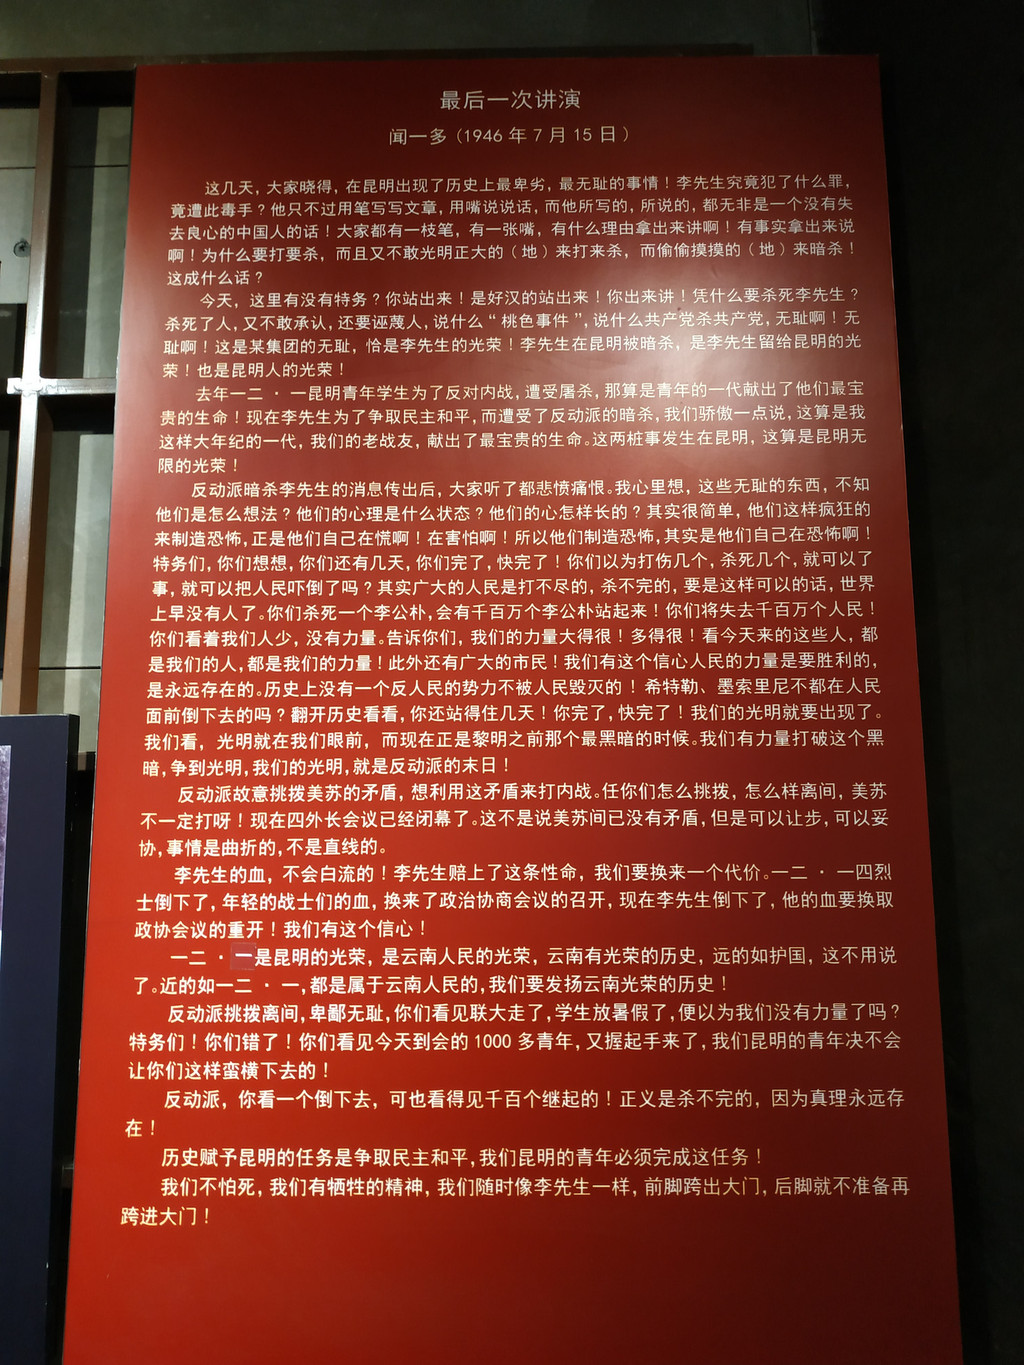 最后一次讲演
闻一多（1946 年 7 月 15 日）
这几天，大家晓得，在昆明出现了历史上最卑劣，最无耻的事情！李先生究竟犯了什么罪，
竟遭此毒手？他只不过用笔写写文章，用嘴说说话，而他所写的，所说的，都无非是一个没有失
去良心的中国人的话！大家都有一枝笔，有一张嘴，有什么理由拿出来讲啊！有事实拿出来说
啊！为什么要打要杀，而且又不敢光明正大的（地）来打来杀，而偷偷摸摸的（地）来暗杀！
这成什么话？
今天，这里有没有特务？你站出来！是好汉的站出来！你出来讲！凭什么要杀死李先生？
杀死了人，又不敢承认，还要诬蔑人，说什么“桃色事件”，说什么共产党杀共产党，无耻啊！无
耻啊！这是某集团的无耻，恰是李先生的光荣！李先生在昆明被暗杀，是李先生留给昆明的光
荣！也是昆明人的光荣！
去年一二 · 一昆明青年学生为了反对内战，遭受屠杀，那算是青年的一代献出了他们最宝
贵的生命！现在李先生为了争取民主和平，而遭受了反动派的暗杀，我们骄傲一点说，这算是我
这样大年纪的一代，我们的老战友，献出了最宝贵的生命。这两桩事发生在昆明，这算是昆明无
限的光荣！
反动派暗杀李先生的消息传出后，大家听了都悲愤痛恨。我心里想，这些无耻的东西，不知
他们是怎么想法？他们的心理是什么状态？他们的心怎样长的？其实很简单，他们这样疯狂的
来制造恐怖，正是他们自己在慌啊！在害怕啊！所以他们制造恐怖，其实是他们自己在恐怖啊！
特务们，你们想想，你们还有几天，你们完了，快完了！你们以为打伤几个，杀死几个，就可以了
事，就可以把人民吓倒了吗？其实广大的人民是打不尽的，杀不完的，要是这样可以的话，世界
上早没有人了。你们杀死一个李公朴，会有千百万个李公朴站起来！你们将失去千百万个人民！
你们看着我们人少，没有力量。告诉你们，我们的力量大得很！多得很！看今天来的这些人，都
是我们的人，都是我们的力量！此外还有广大的市民！我们有这个信心人民的力量是要胜利的，
是永远存在的。历史上没有一个反人民的势力不被人民毁灭的！希特勒、墨索里尼不都在人民
面前倒下去的吗？翻开历史看看，你还站得住几天！你完了，快完了！我们的光明就要出现了。
我们看，光明就在我们眼前，而现在正是黎明之前那个最黑暗的时候。我们有力量打破这个黑
暗，争到光明，我们的光明，就是反动派的末日！
反动派故意挑拨美苏的矛盾，想利用这矛盾来打内战。任你们怎么挑拨，怎么样离间，美苏
不一定打呀！现在四外长会议已经闭幕了。这不是说美苏间已没有矛盾，但是可以让步，可以妥
协，事情是曲折的，不是直线的。
李先生的血，不会白流的！李先生赔上了这条性命，我们要换来一个代价。一二 · 一四烈
士倒下了，年轻的战士们的血，换来了政治协商会议的召开，现在李先生倒下了，他的血要换取
政协会议的重开！我们有这个信心！
一二 · 一是昆明的光荣，是云南人民的光荣，云南有光荣的历史，远的如护国，这不用说
了。近的如一二 · 一，都是属于云南人民的，我们要发扬云南光荣的历史！
反动派挑拨离间，卑鄙无耻，你们看见联大走了，学生放暑假了，便以为我们没有力量了吗？
特务们！你们错了！你们看见今天到会的 1000 多青年，又握起手来了，我们昆明的青年决不会
让你们这样蛮横下去的！
反动派，你看一个倒下去，可也看得见千百个继起的！正义是杀不完的，因为真理永远存
在！
历史赋予昆明的任务是争取民主和平，我们昆明的青年必须完成这任务！
我们不怕死，我们有牺牲的精神，我们随时像李先生一样，前脚跨出大门，后脚就不准备再
跨进大门！